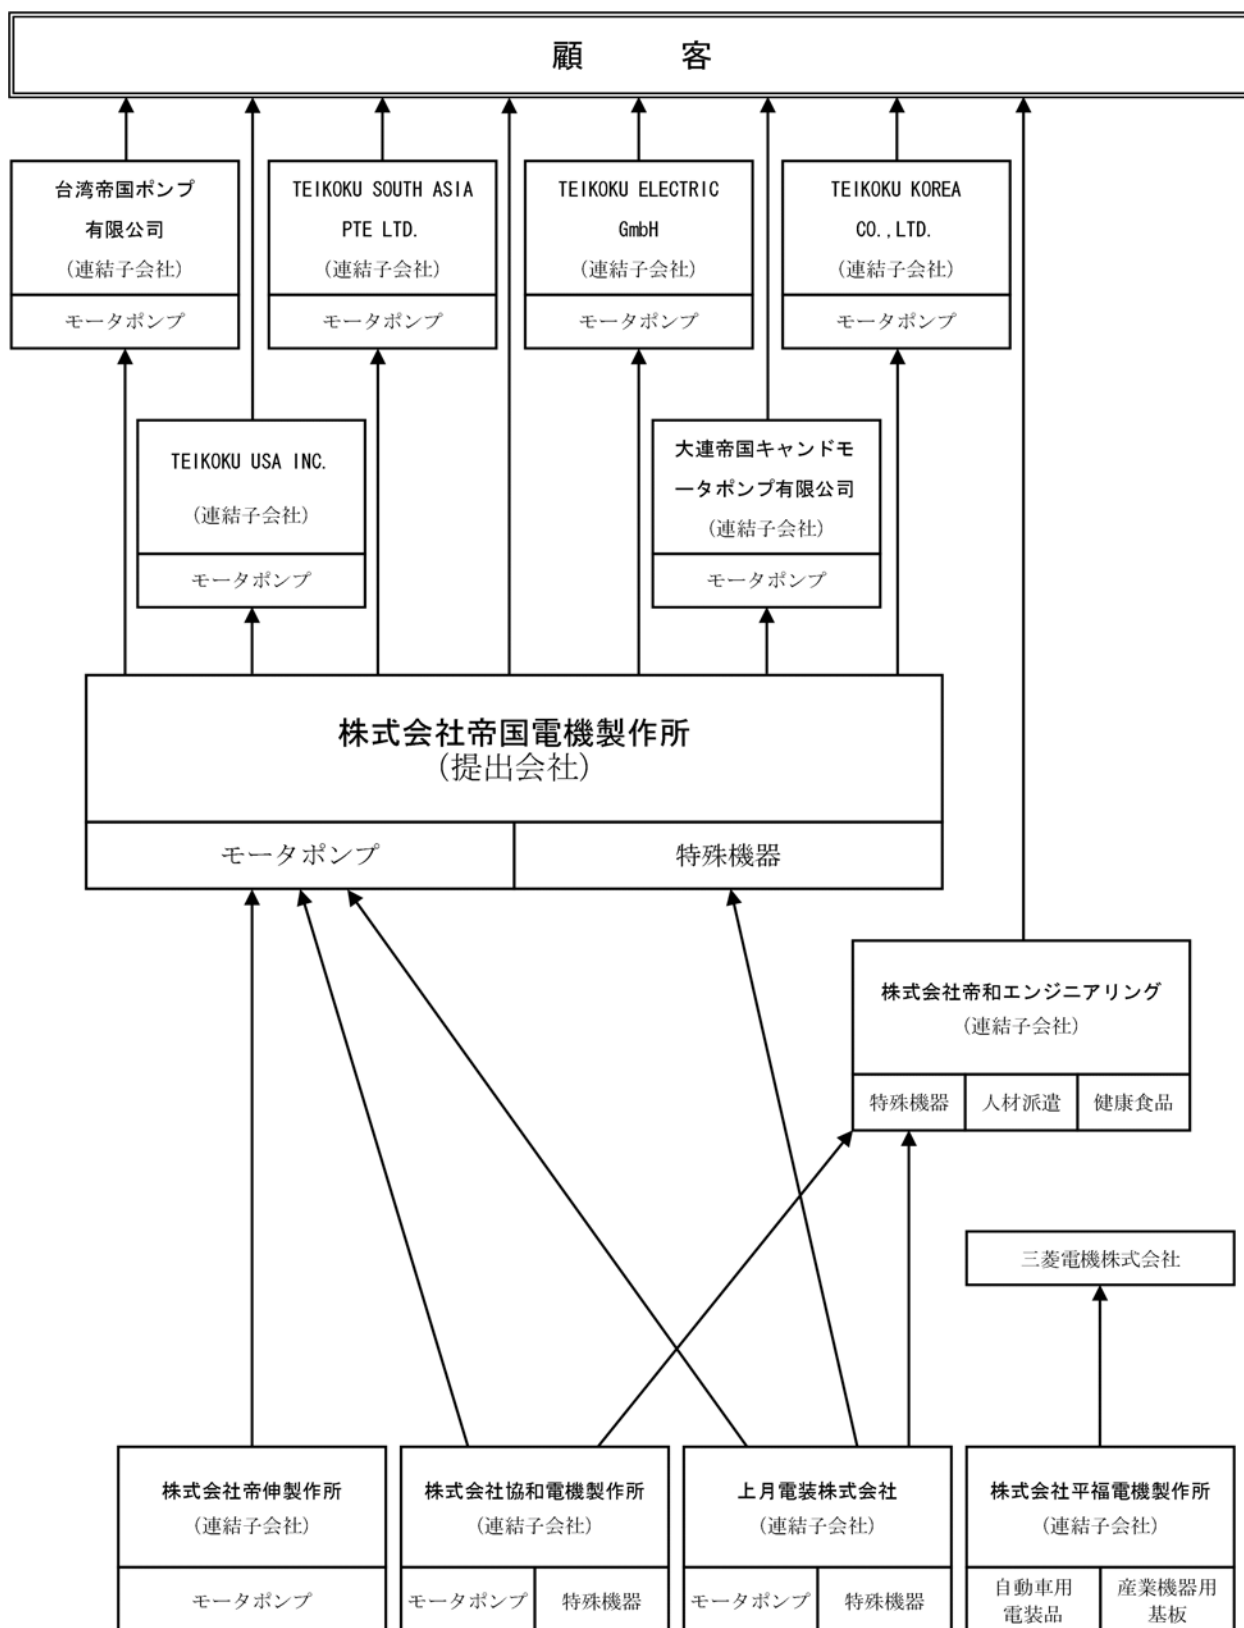 顧客
台湾帝国ポンプ
有限公司
(連結子会社)
モータポンプ
TEIKOKU SOUTH ASIA
PTE LTD.
(連結子会社)
モータポンプ
TEIKOKU ELECTRIC
GmbH
(連結子会社)
モータポンプ
TEIKOKU KOREA
CO.,LTD.
(連結子会社)
モータポンプ
TEIKOKU USA INC.
(連結子会社)
モータポンプ
大連帝国キャンドモ
ータポンプ有限公司
(連結子会社)
モータポンプ
株式会社帝国電機製作所
(提出会社)
モータポンプ
特殊機器
株式会社帝和エンジニアリング
(連結子会社)
特殊機器
人材派遣
健康食品
三菱電機株式会社
株式会社帝伸製作所
(連結子会社)
モータポンプ
株式会社協和電機製作所
(連結子会社)
モータポンプ
特殊機器
上月電装株式会社
(連結子会社)
モータポンプ
特殊機器
株式会社平福電機製作所
(連結子会社)
自動車用
電装品
産業機器用
基板